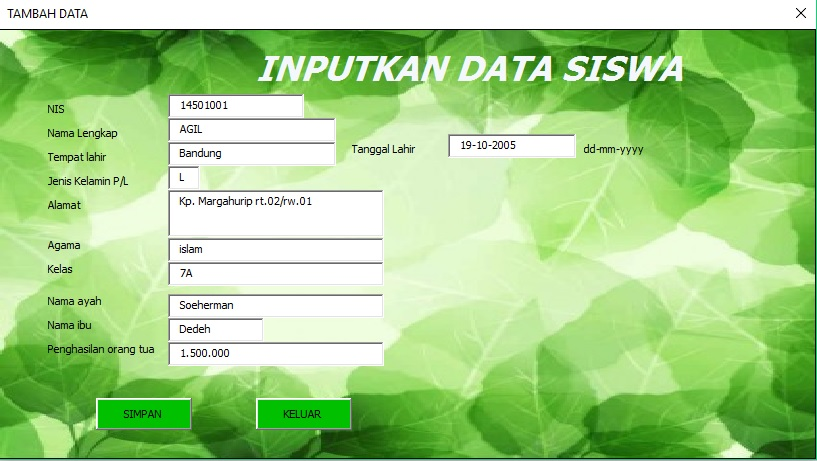 TAMBAH DATA
INPUTKAN DATA SISWA
NIS 14501001
Nama Lengkap AGIL
Tempat lahir Bandung Tanggal Lahir 19-10-2005 dd-mm-yyyy
Jenis Kelamin P/L L
Alamat Kp. Margahurip rt.02/rw.01
Agama islam
Kelas 7A
Nama ayah Soeherman
Nama ibu Dedeh
Penghasilan orang tua 1.500.000
SIMPAN KELUAR